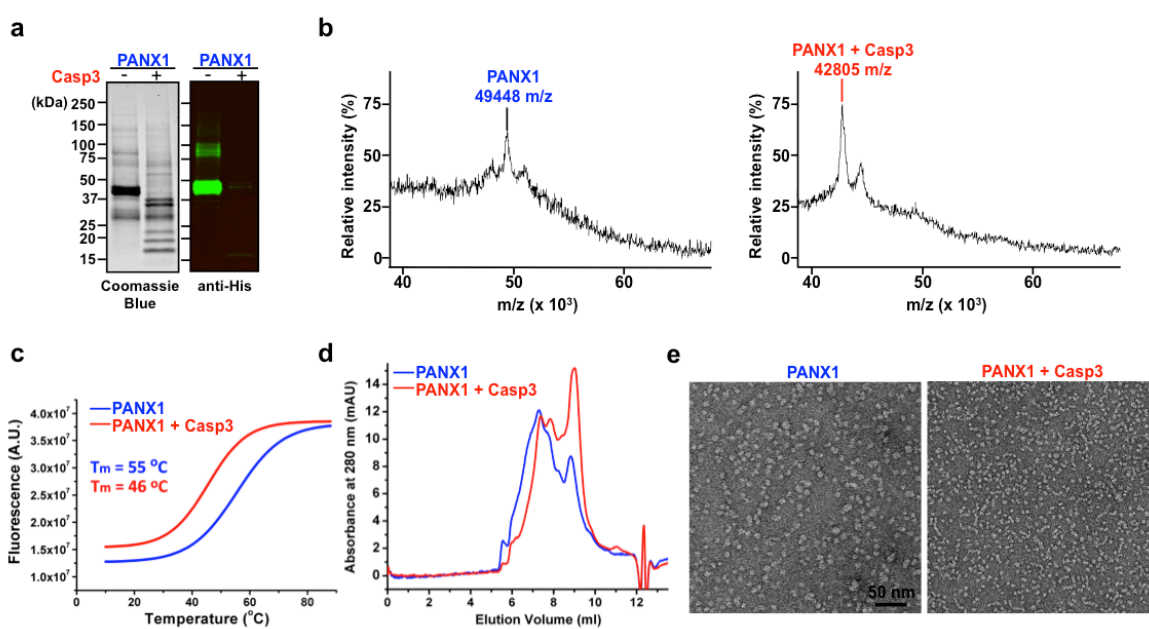 a
PANX1 PANX1
Casp3 - + - +
(kDa)
250
150
100
75
50
37
25
20
15
Coomassie
Blue
anti-His
b
PANX1
49448 m/z
Relative intensity (%)
75
50
25
0
40 50 60
m/z (x 10³)
PANX1 + Casp3
42805 m/z
Relative intensity (%)
75
50
25
0
40 50 60
m/z (x 10³)
c
PANX1
PANX1 + Casp3
Tm = 55 °C
Tm = 46 °C
Fluorescence (A.U.)
4.0x10⁷
3.5x10⁷
3.0x10⁷
2.5x10⁷
2.0x10⁷
1.5x10⁷
1.0x10⁷
0 20 40 60 80
Temperature (°C)
d
PANX1
PANX1 + Casp3
Absorbance at 280 nm (mAU)
14
12
10
8
6
4
2
0
0 2 4 6 8 10 12
Elution Volume (ml)
e
PANX1 PANX1 + Casp3
50 nm